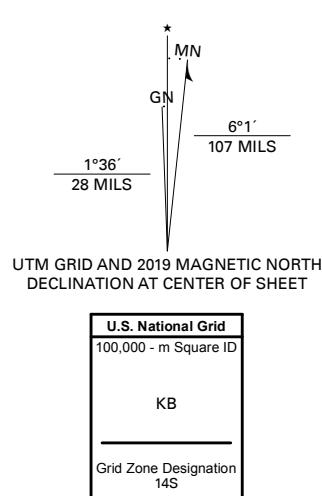 ★
MN
GN
6°1´
107 MILS
1°36´
28 MILS
UTM GRID AND 2019 MAGNETIC NORTH
DECLINATION AT CENTER OF SHEET
U.S. National Grid
100,000 - m Square ID
KB
Grid Zone Designation
14S